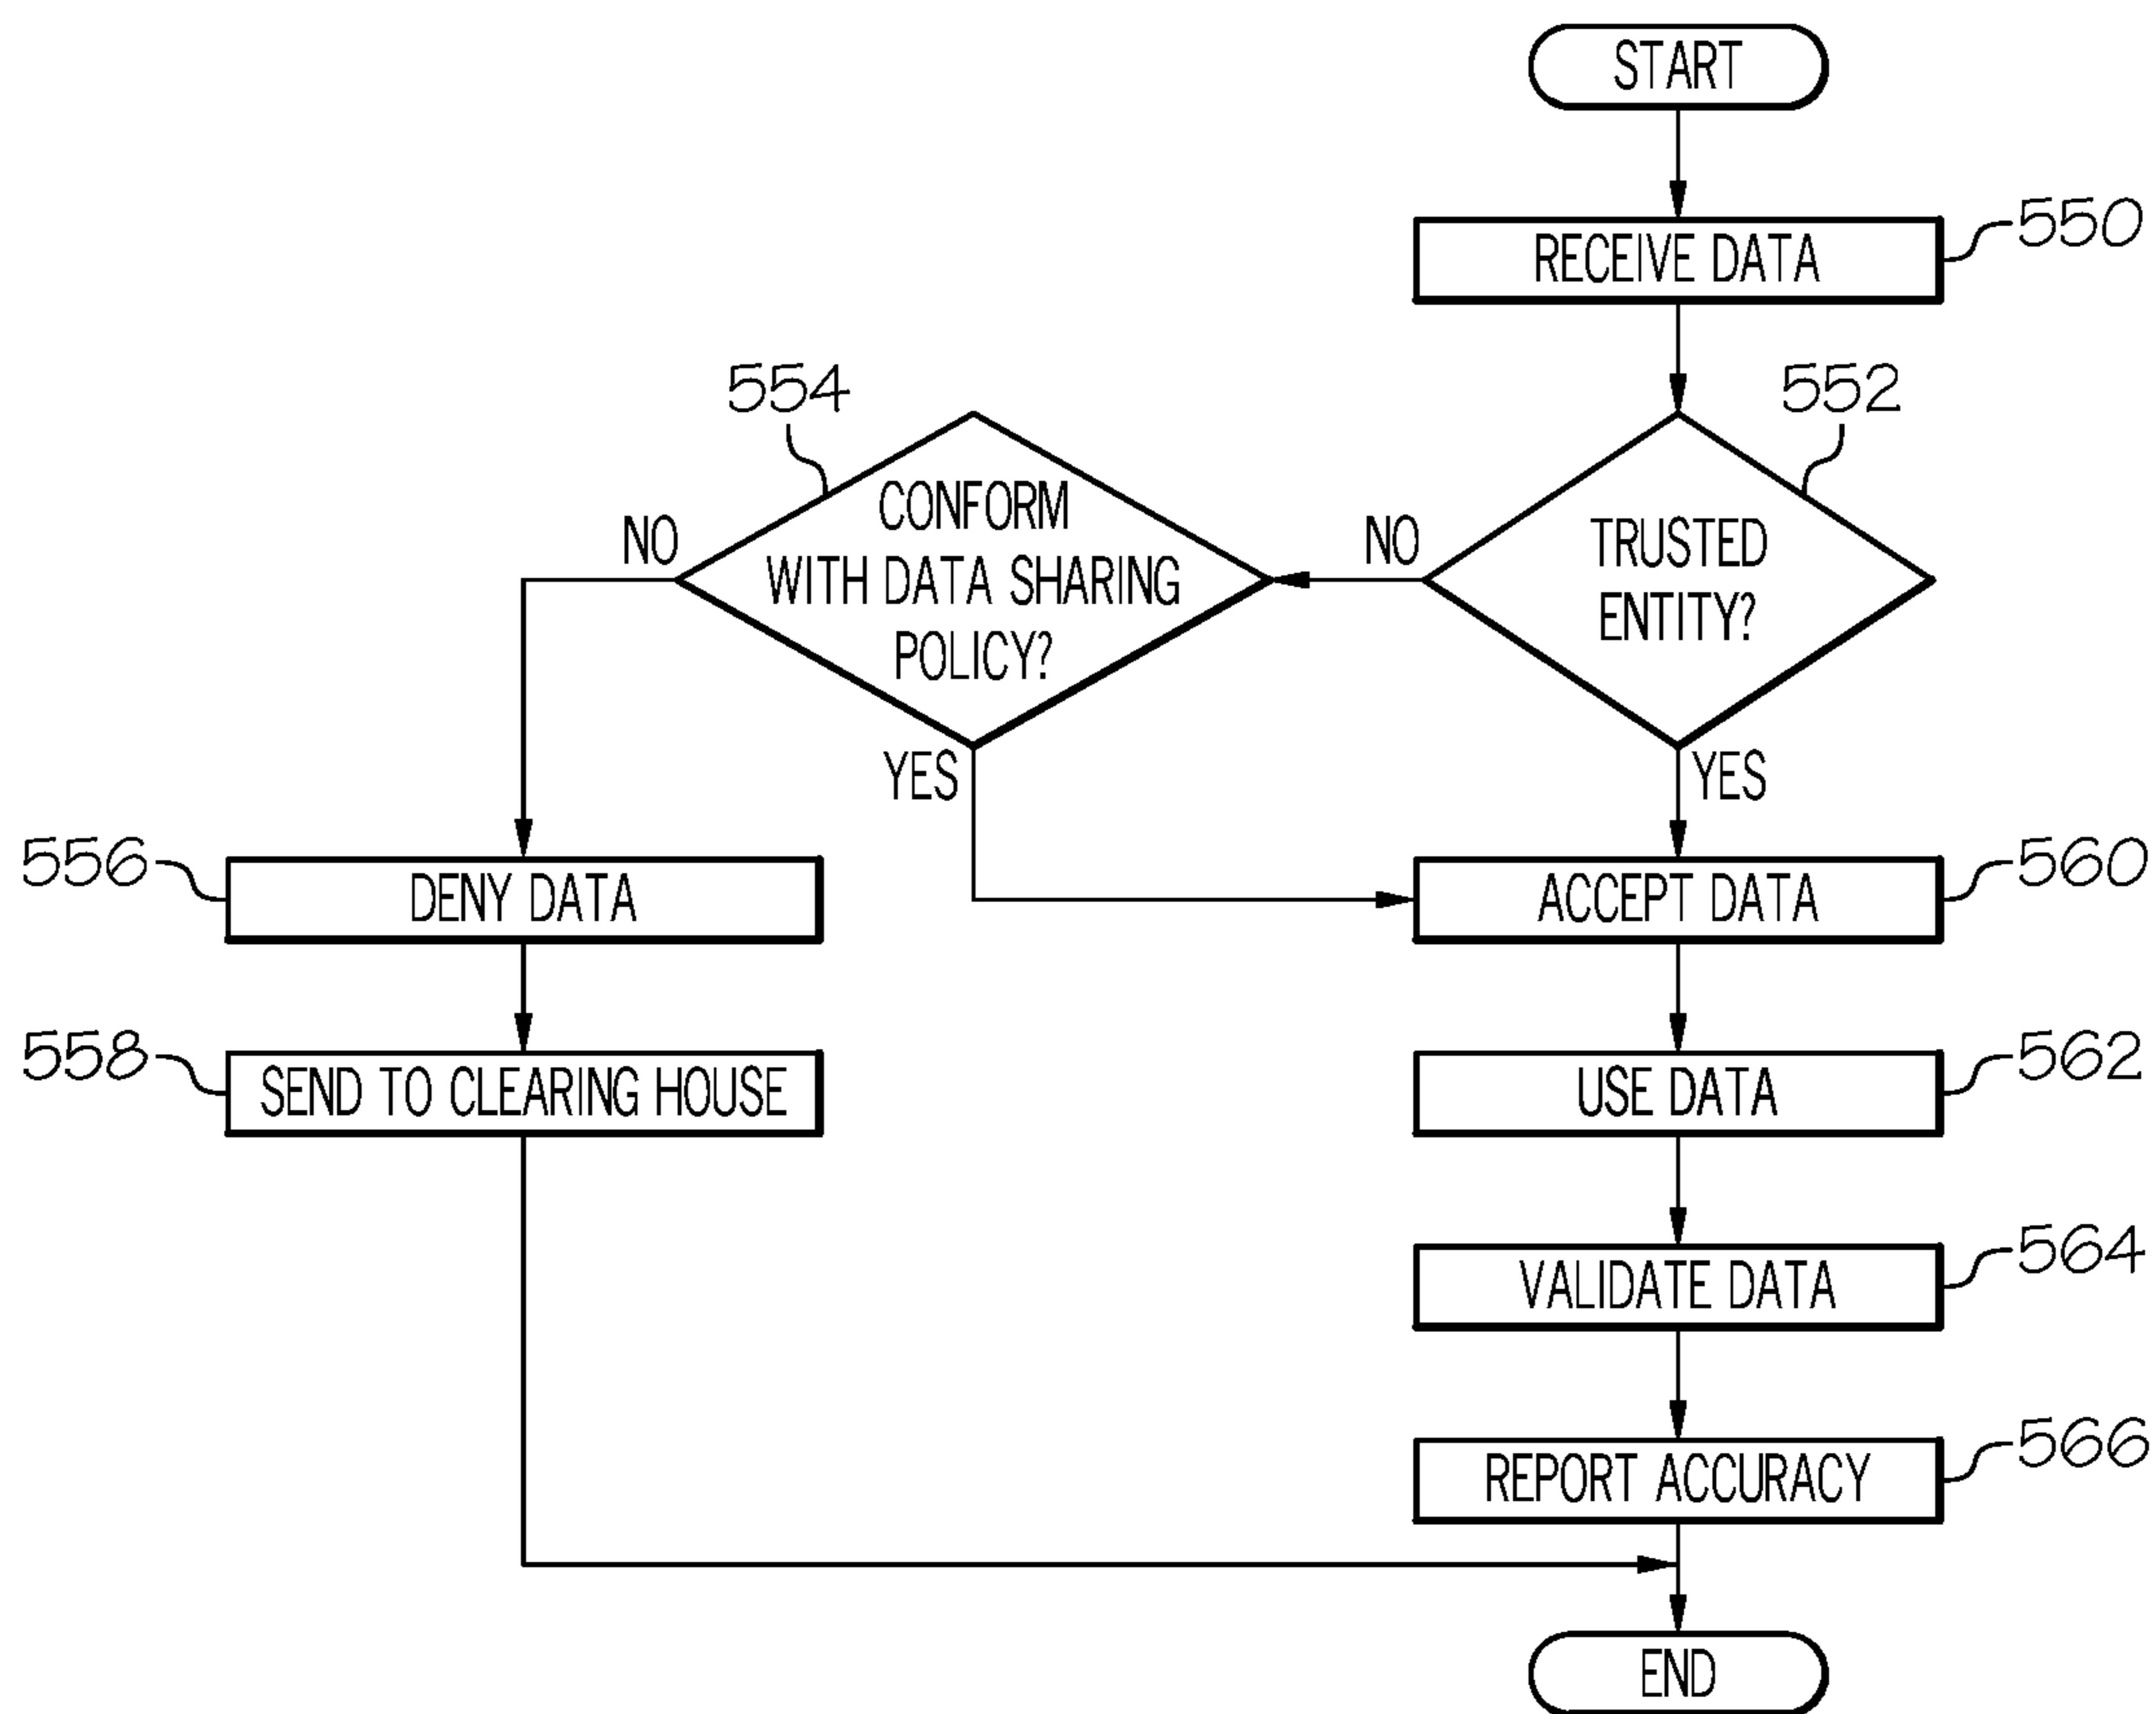 START
RECEIVE DATA
550
554
552
CONFORM
WITH DATA SHARING
POLICY?
NO
NO
TRUSTED
ENTITY?
YES
YES
556
DENY DATA
ACCEPT DATA
560
558
SEND TO CLEARING HOUSE
USE DATA
562
VALIDATE DATA
564
REPORT ACCURACY
566
END